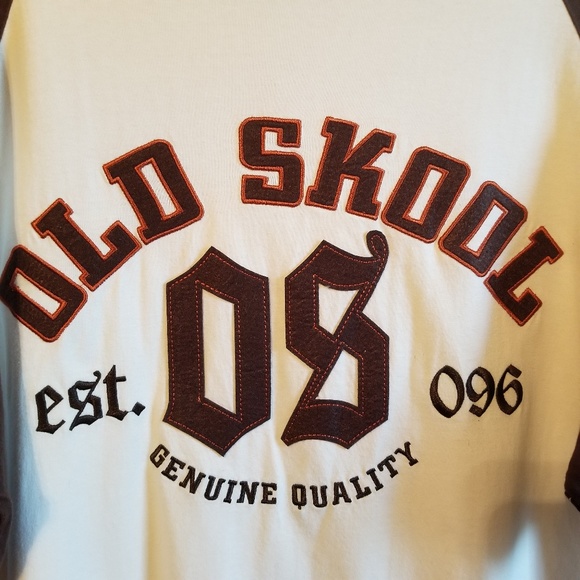 OLD SKOOL
OS
est. 096
GENUINE QUALITY